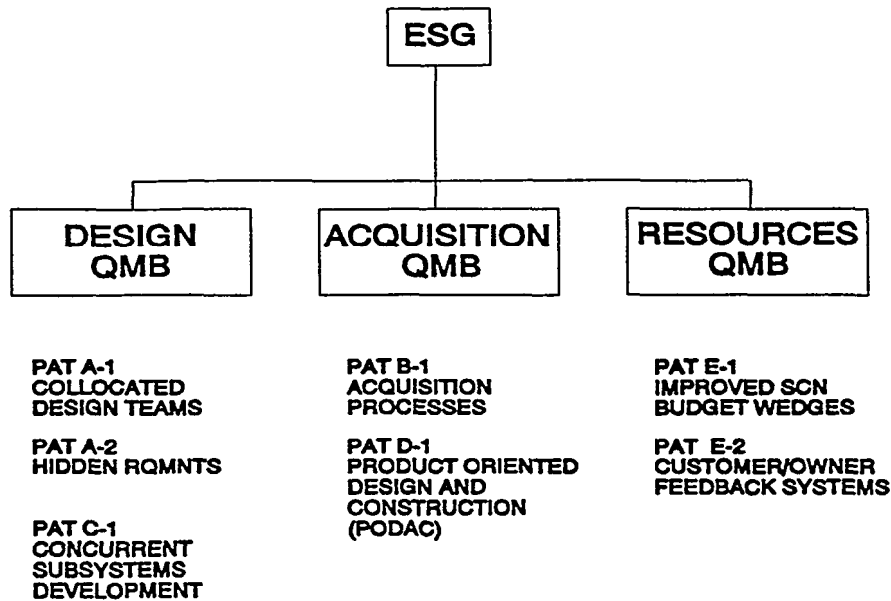 ESG
DESIGN
QMB
ACQUISITION
QMB
RESOURCES
QMB
PAT A-1
COLLOCATED
DESIGN TEAMS
PAT A-2
HIDDEN RQMNTS
PAT C-1
CONCURRENT
SUBSYSTEMS
DEVELOPMENT
PAT B-1
ACQUISITION
PROCESSES
PAT D-1
PRODUCT ORIENTED
DESIGN AND
CONSTRUCTION
(PODAC)
PAT E-1
IMPROVED SCN
BUDGET WEDGES
PAT E-2
CUSTOMER/OWNER
FEEDBACK SYSTEMS